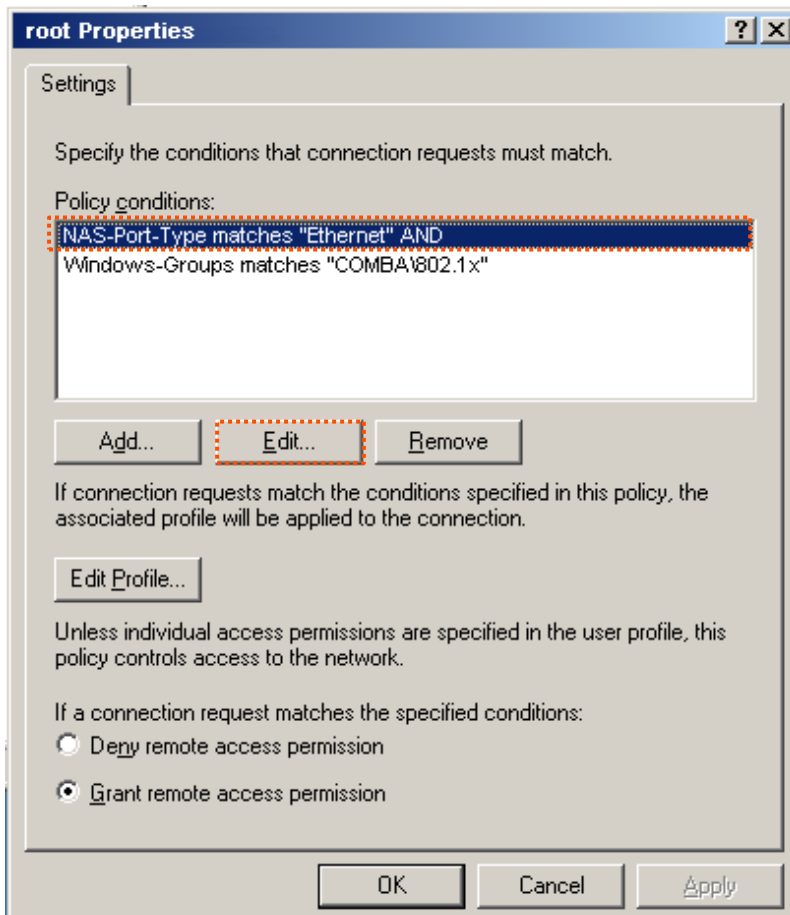 root Properties
Settings
Specify the conditions that connection requests must match.
Policy conditions:
NAS-Port-Type matches "Ethernet" AND
Windows-Groups matches "COMBA\802.1x"
Add... Edit... Remove
If connection requests match the conditions specified in this policy, the
associated profile will be applied to the connection.
Edit Profile...
Unless individual access permissions are specified in the user profile, this
policy controls access to the network.
If a connection request matches the specified conditions:
Deny remote access permission
Grant remote access permission
OK Cancel Apply